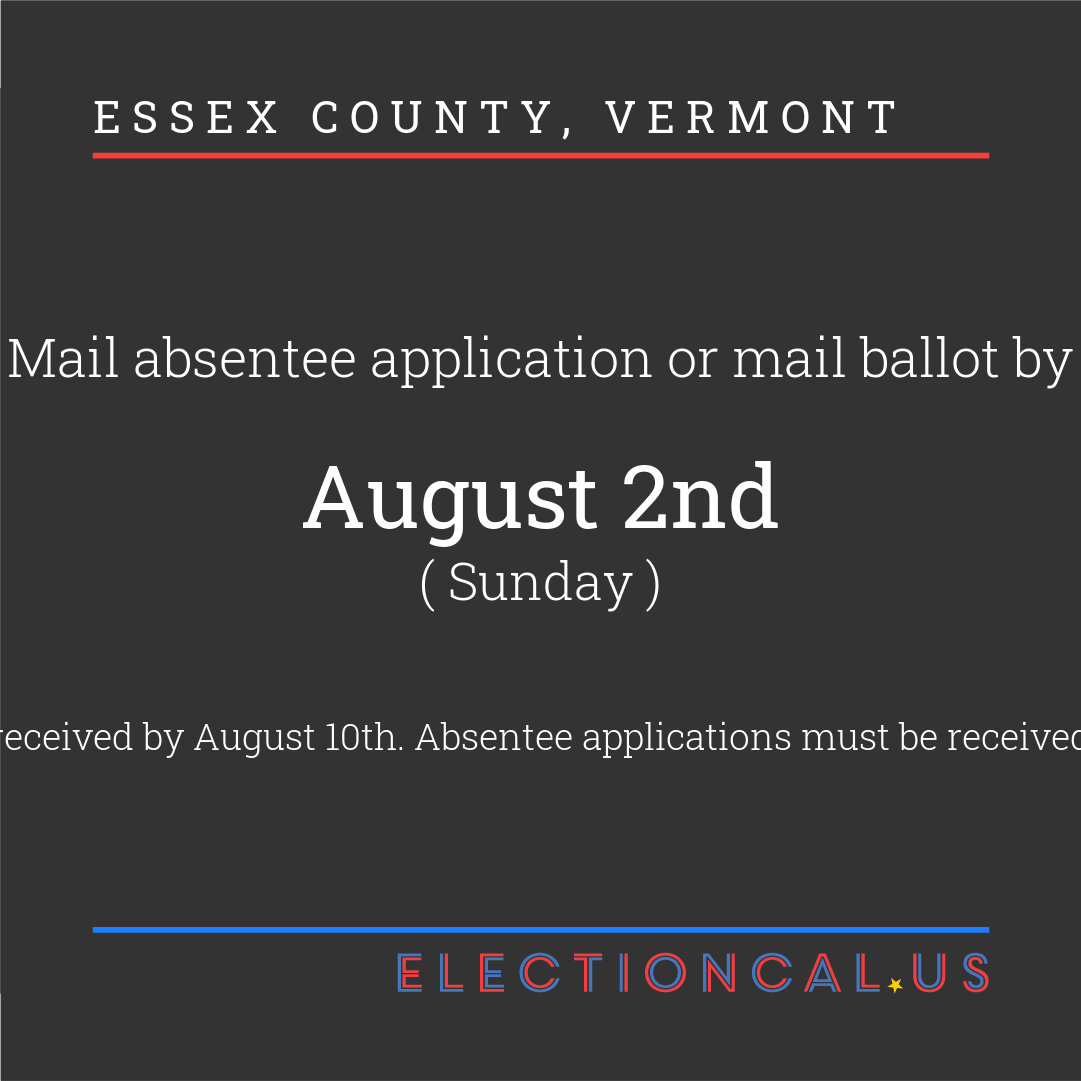 ESSEX COUNTY, VERMONT
Mail absentee application or mail ballot by
August 2nd
( Sunday )
received by August 10th. Absentee applications must be received
ELECTIONCAL.US